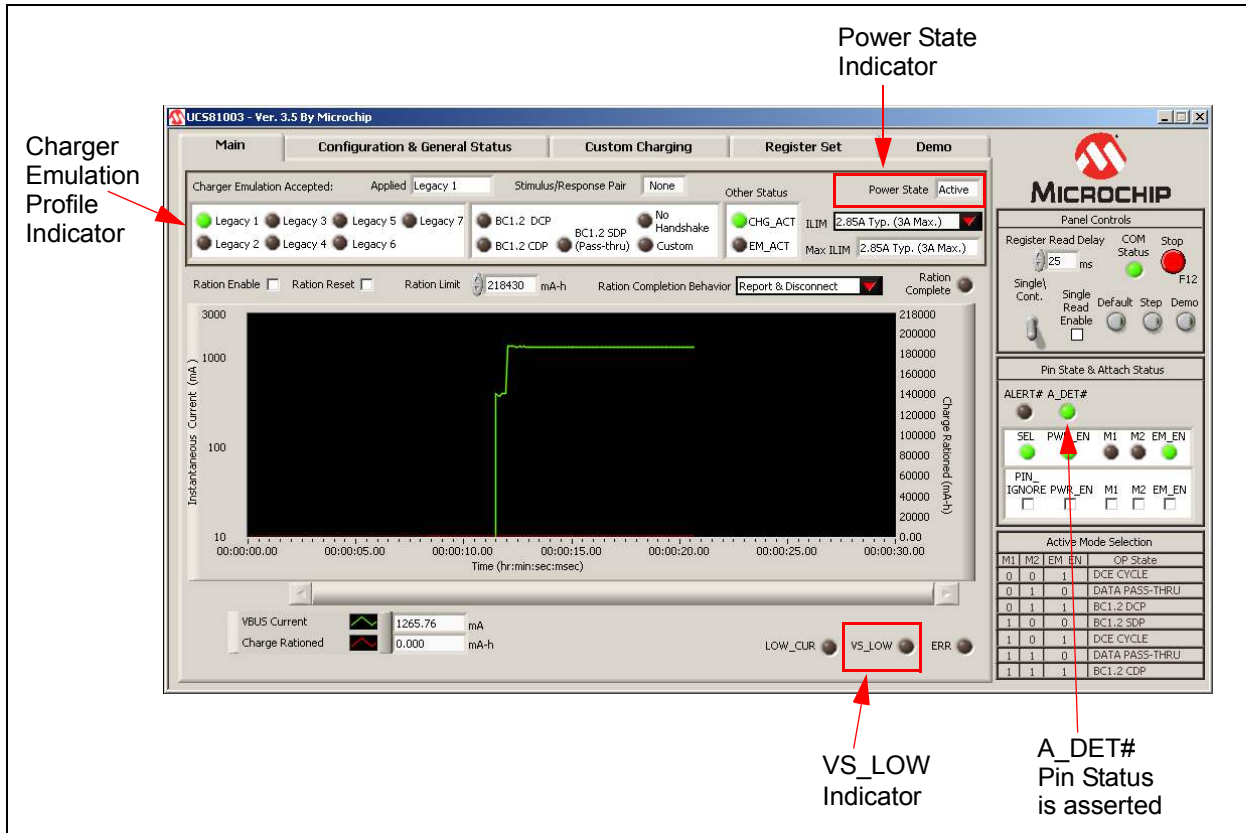 Power State
Indicator
Charger
Emulation
Profile
Indicator
UCS81003 - Ver. 3.5 By Microchip
Main
Configuration & General Status
Custom Charging
Register Set
Demo
Charger Emulation Accepted:
Applied
Legacy 1
Stimulus/Response Pair
None
Other Status
Power State
Active
Legacy 1
Legacy 3
Legacy 5
Legacy 7
Legacy 2
Legacy 4
Legacy 6
BC1.2 DCP
BC1.2 CDP
BC1.2 SDP
(Pass-thru)
No
Handshake
Custom
CHG_ACT
EM_ACT
ILIM
2.85A Typ. (3A Max.)
Max ILIM
2.85A Typ. (3A Max.)
Ration Enable
Ration Reset
Ration Limit
218430
mA-h
Ration Completion Behavior
Report & Disconnect
Ration
Complete
Instantaneous Current (mA)
3000
1000
100
10
218000
200000
180000
160000
140000
120000
100000
80000
60000
40000
20000
0.00
Charge Rationed (mA-h)
00:00:00.00
00:00:05.00
00:00:10.00
00:00:15.00
00:00:20.00
00:00:25.00
00:00:30.00
Time (hr:min:sec:msec)
VBUS Current
1265.76
mA
Charge Rationed
0.000
mA-h
LOW_CUR
VS_LOW
ERR
MICROCHIP
Panel Controls
Register Read Delay
25
ms
COM
Status
Stop
F12
Single\
Cont.
Single
Read
Enable
Default
Step
Demo
Pin State & Attach Status
ALERT#
A_DET#
SEL
PWR_EN
M1
M2
EM_EN
PIN_
IGNORE
PWR_EN
M1
M2
EM_EN
Active Mode Selection
M1 M2 EM_EN OP State
0 0 1 DCE CYCLE
0 1 0 DATA PASS-THRU
0 1 1 BC1.2 DCP
1 0 0 BC1.2 SDP
1 0 1 DCE CYCLE
1 1 0 DATA PASS-THRU
1 1 1 BC1.2 CDP
VS_LOW
Indicator
A_DET#
Pin Status
is asserted